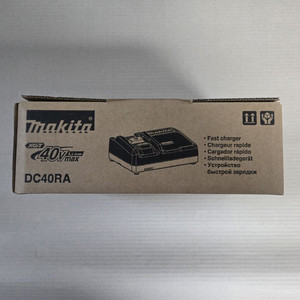 makita
XGT
40V max
DC40RA
• Fast charger
• Chargeur rapide
• Cargador rápido
• Schnellladegerät
• Устройство
быстрой зарядки